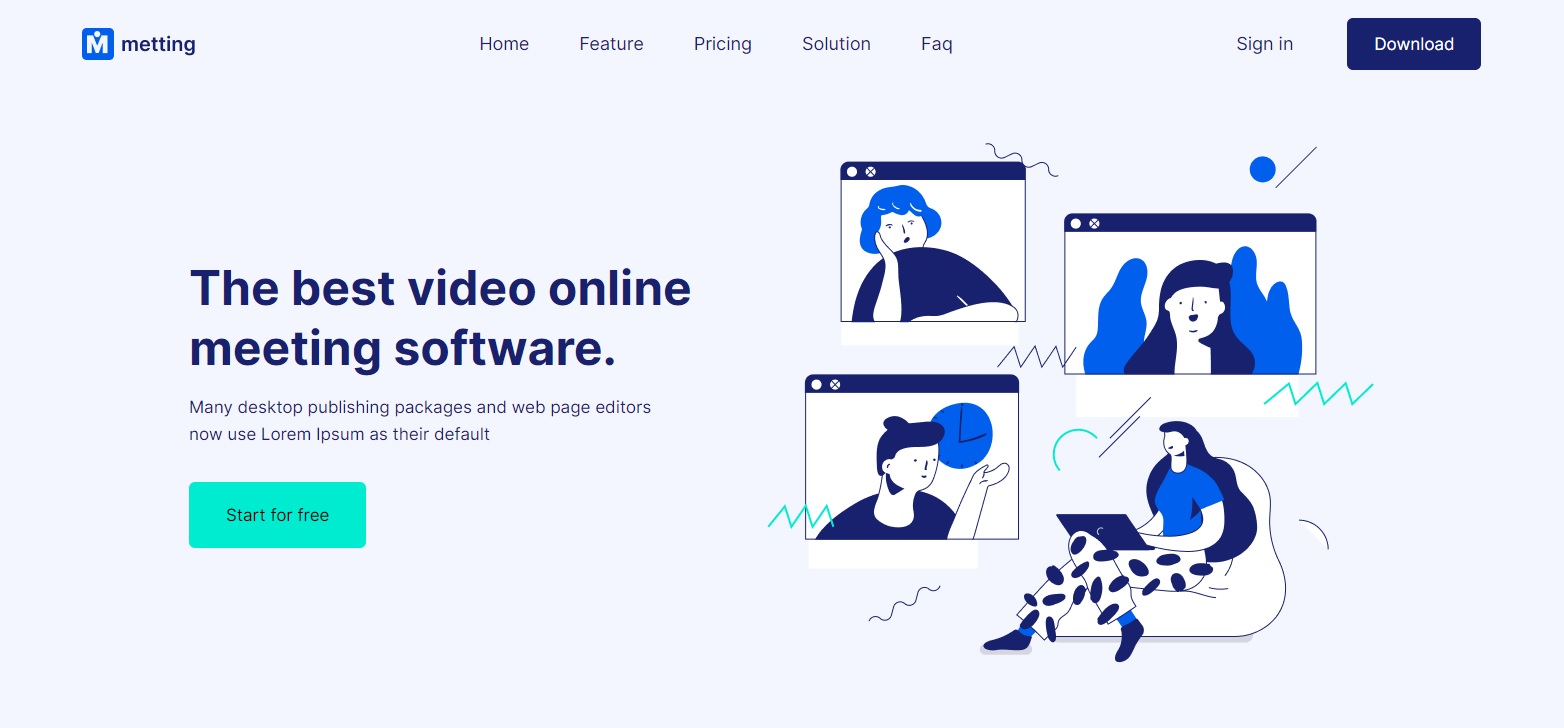 metting
Home
Feature
Pricing
Solution
Faq
Sign in
Download
The best video online
meeting software.
Many desktop publishing packages and web page editors
now use Lorem Ipsum as their default
Start for free